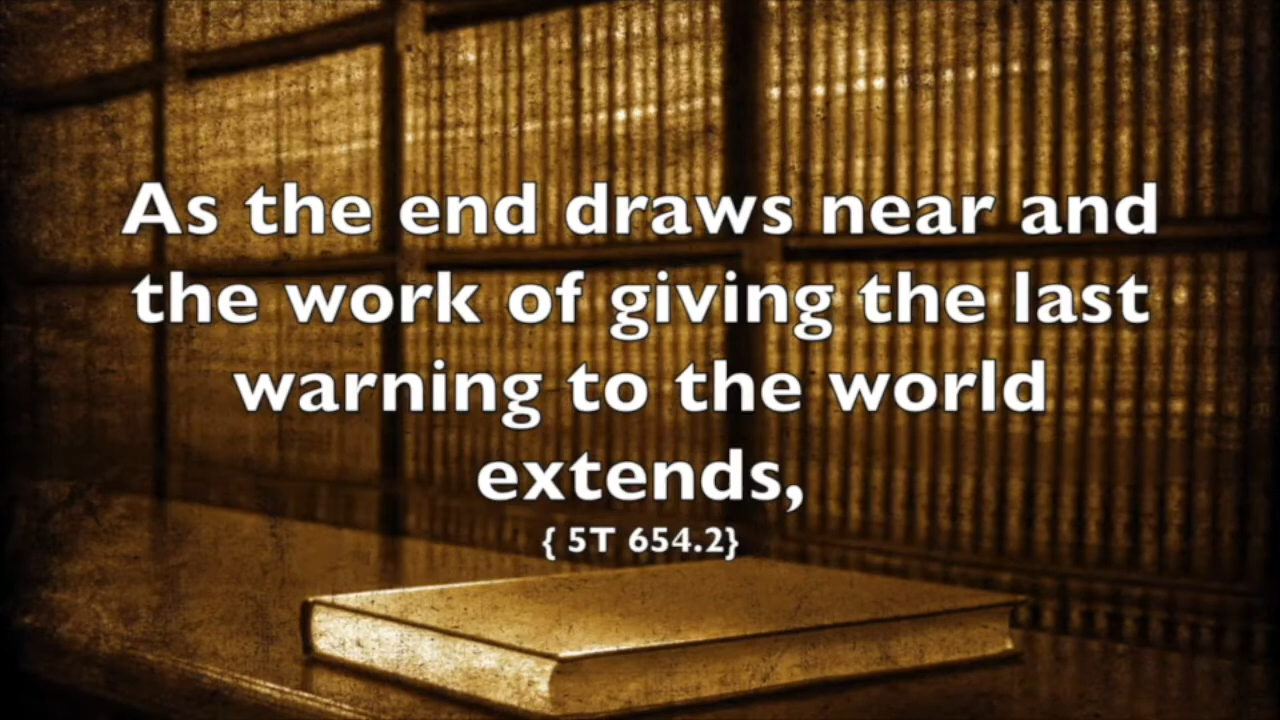 As the end draws near and
the work of giving the last
warning to the world
extends,
{ 5T 654.2}